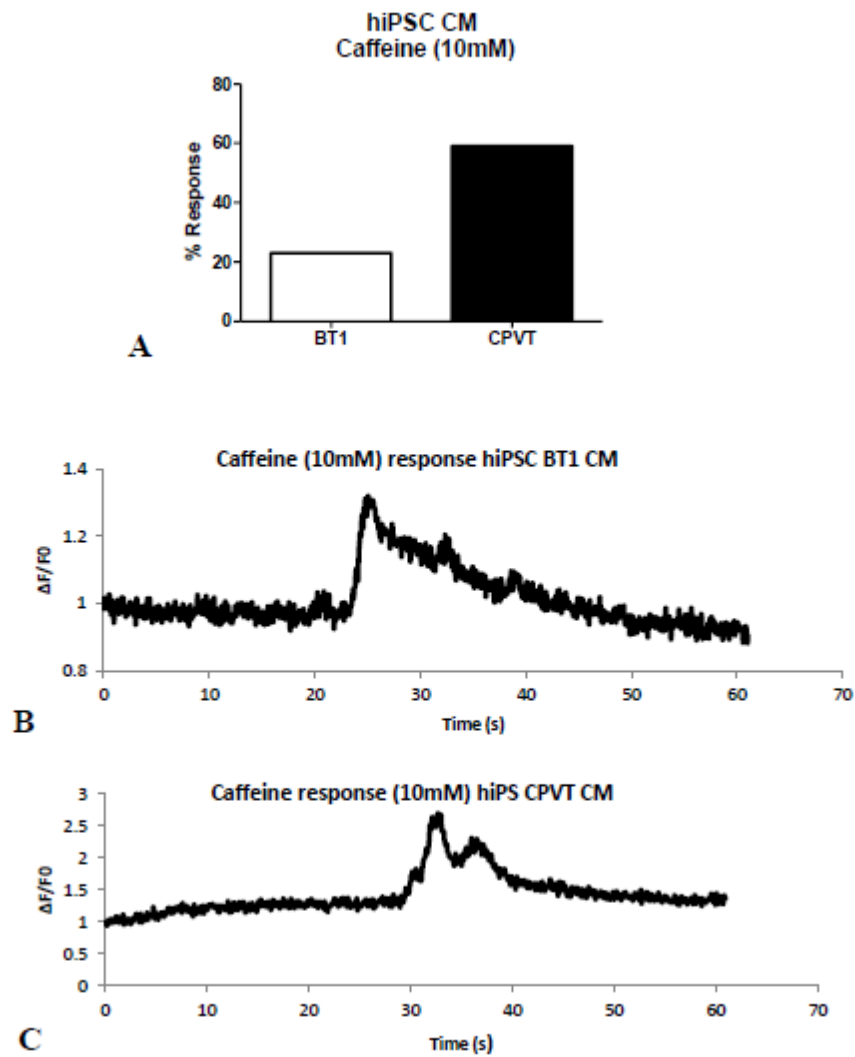 hiPSC CM
Caffeine (10mM)
80
60
40
20
0
% Response
BT1
CPVT
A
Caffeine (10mM) response hiPSC BT1 CM
1.4
1.2
1
0.8
ΔF/F0
0
10
20
30
40
50
60
70
Time (s)
B
Caffeine response (10mM) hiPS CPVT CM
3
2.5
2
1.5
1
0.5
0
ΔF/F0
0
10
20
30
40
50
60
70
Time (s)
C